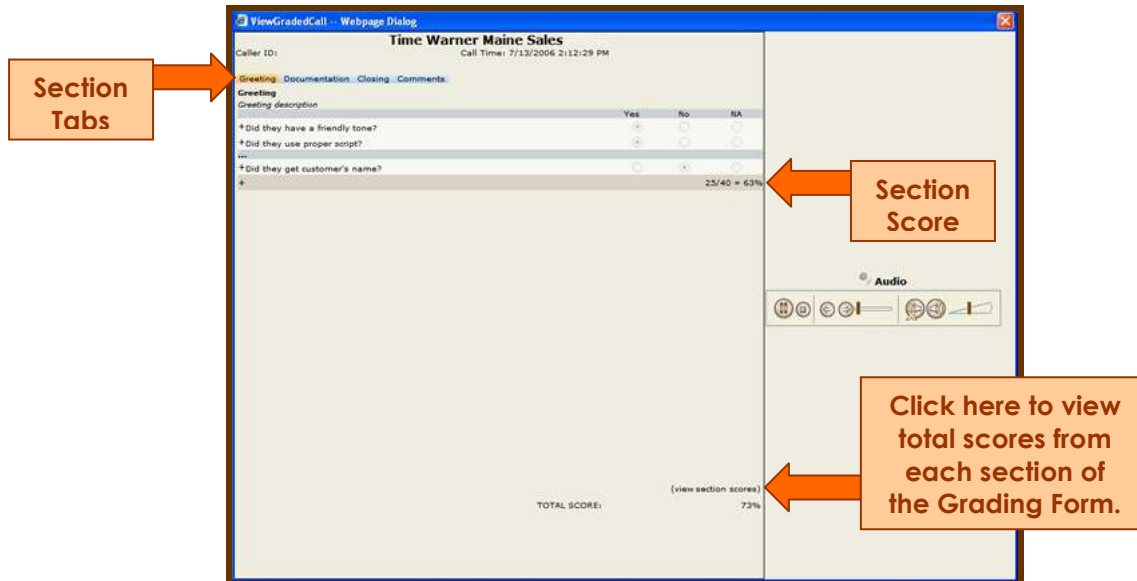 ViewGradedCall -- Webpage Dialog
Time Warner Maine Sales
Caller ID: Call Time: 7/13/2006 2:12:29 PM
Section
Tabs
Greeting Documentation Closing Comments
Greeting
Greeting description
Yes No NA
+Did they have a friendly tone?
+Did they use proper script?
...
+Did they get customer's name?
+ 25/40 = 63%
Section
Score
Audio
Click here to view
total scores from
each section of
the Grading Form.
(view section scores)
TOTAL SCORE: 73%